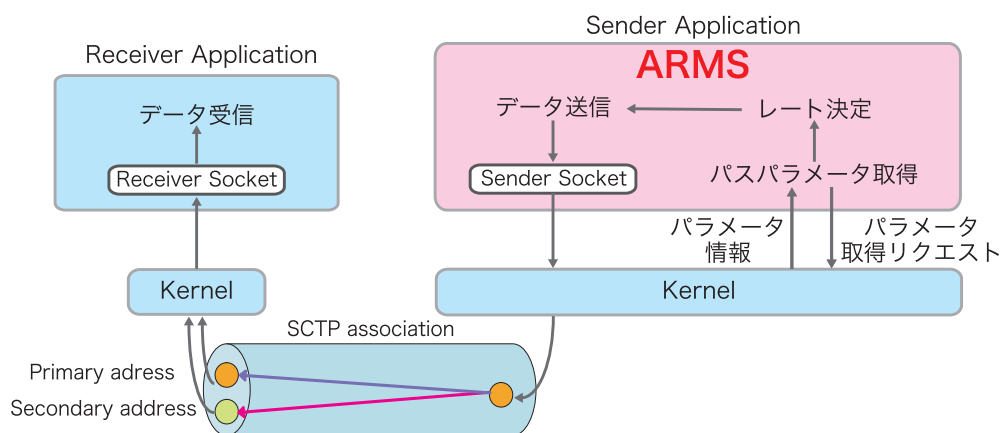 Sender Application
Receiver Application
ARMS
データ受信
データ送信
レート決定
Receiver Socket
Sender Socket
パスパラメータ取得
パラメータ
情報
パラメータ
取得リクエスト
Kernel
Kernel
SCTP association
Primary adress
Secondary address